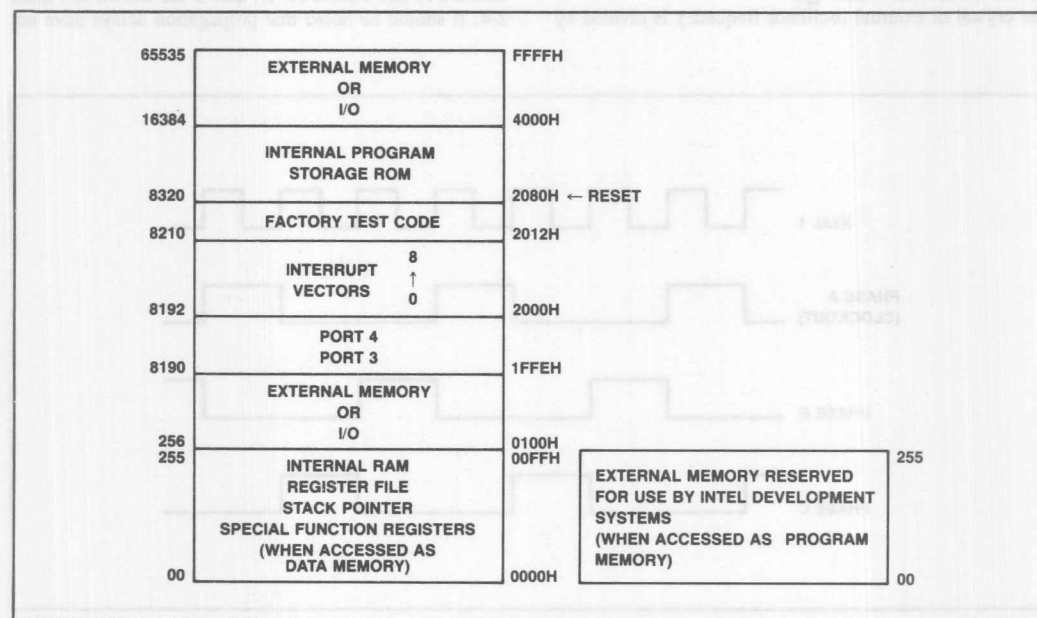 65535
EXTERNAL MEMORY
OR
I/O
FFFFH
16384
4000H
INTERNAL PROGRAM
STORAGE ROM
8320
2080H ← RESET
FACTORY TEST CODE
8210
2012H
INTERRUPT
VECTORS
8
↑
0
8192
2000H
PORT 4
PORT 3
8190
1FFEH
EXTERNAL MEMORY
OR
I/O
256
0100H
255
00FFH
INTERNAL RAM
REGISTER FILE
STACK POINTER
SPECIAL FUNCTION REGISTERS
(WHEN ACCESSED AS
DATA MEMORY)
00
0000H
EXTERNAL MEMORY RESERVED
FOR USE BY INTEL DEVELOPMENT
SYSTEMS
(WHEN ACCESSED AS PROGRAM
MEMORY)
255
00